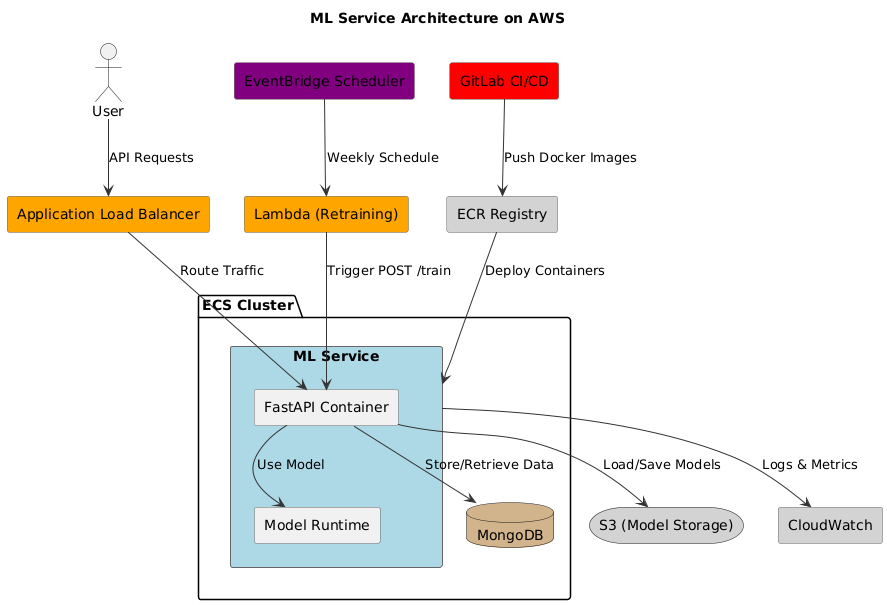 ML Service Architecture on AWS
User
EventBridge Scheduler
GitLab CI/CD
API Requests
Weekly Schedule
Push Docker Images
Application Load Balancer
Lambda (Retraining)
ECR Registry
Route Traffic
Trigger POST /train
Deploy Containers
ECS Cluster
ML Service
FastAPI Container
Use Model
Store/Retrieve Data
Load/Save Models
Logs & Metrics
Model Runtime
MongoDB
S3 (Model Storage)
CloudWatch